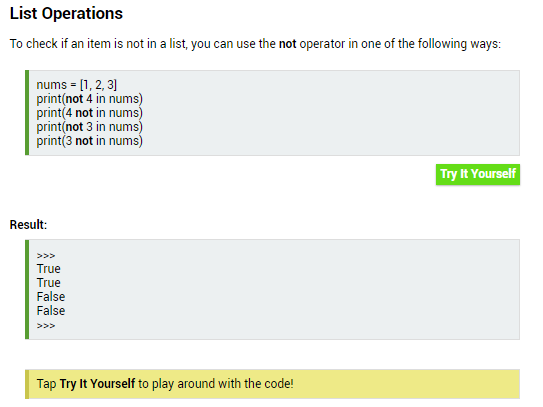 List Operations
To check if an item is not in a list, you can use the not operator in one of the following ways:
nums = [1, 2, 3]
print(not 4 in nums)
print(4 not in nums)
print(not 3 in nums)
print(3 not in nums)
Try It Yourself
Result:
>>>
True
True
False
False
>>>
Tap Try It Yourself to play around with the code!